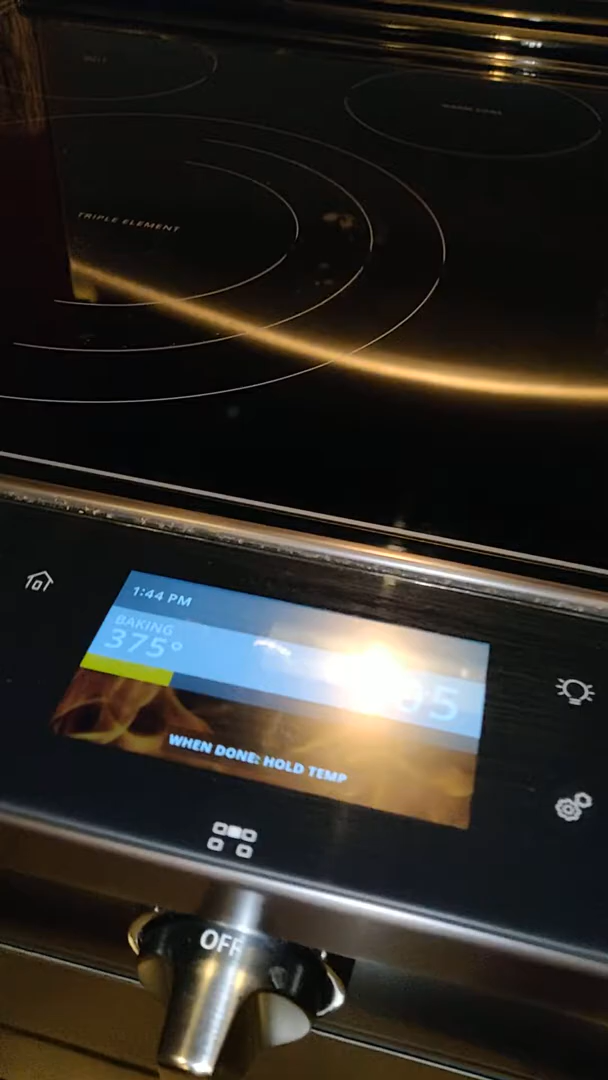 TRIPLE ELEMENT
1:44 PM
BAKING
375°
WHEN DONE: HOLD TEMP
OFF